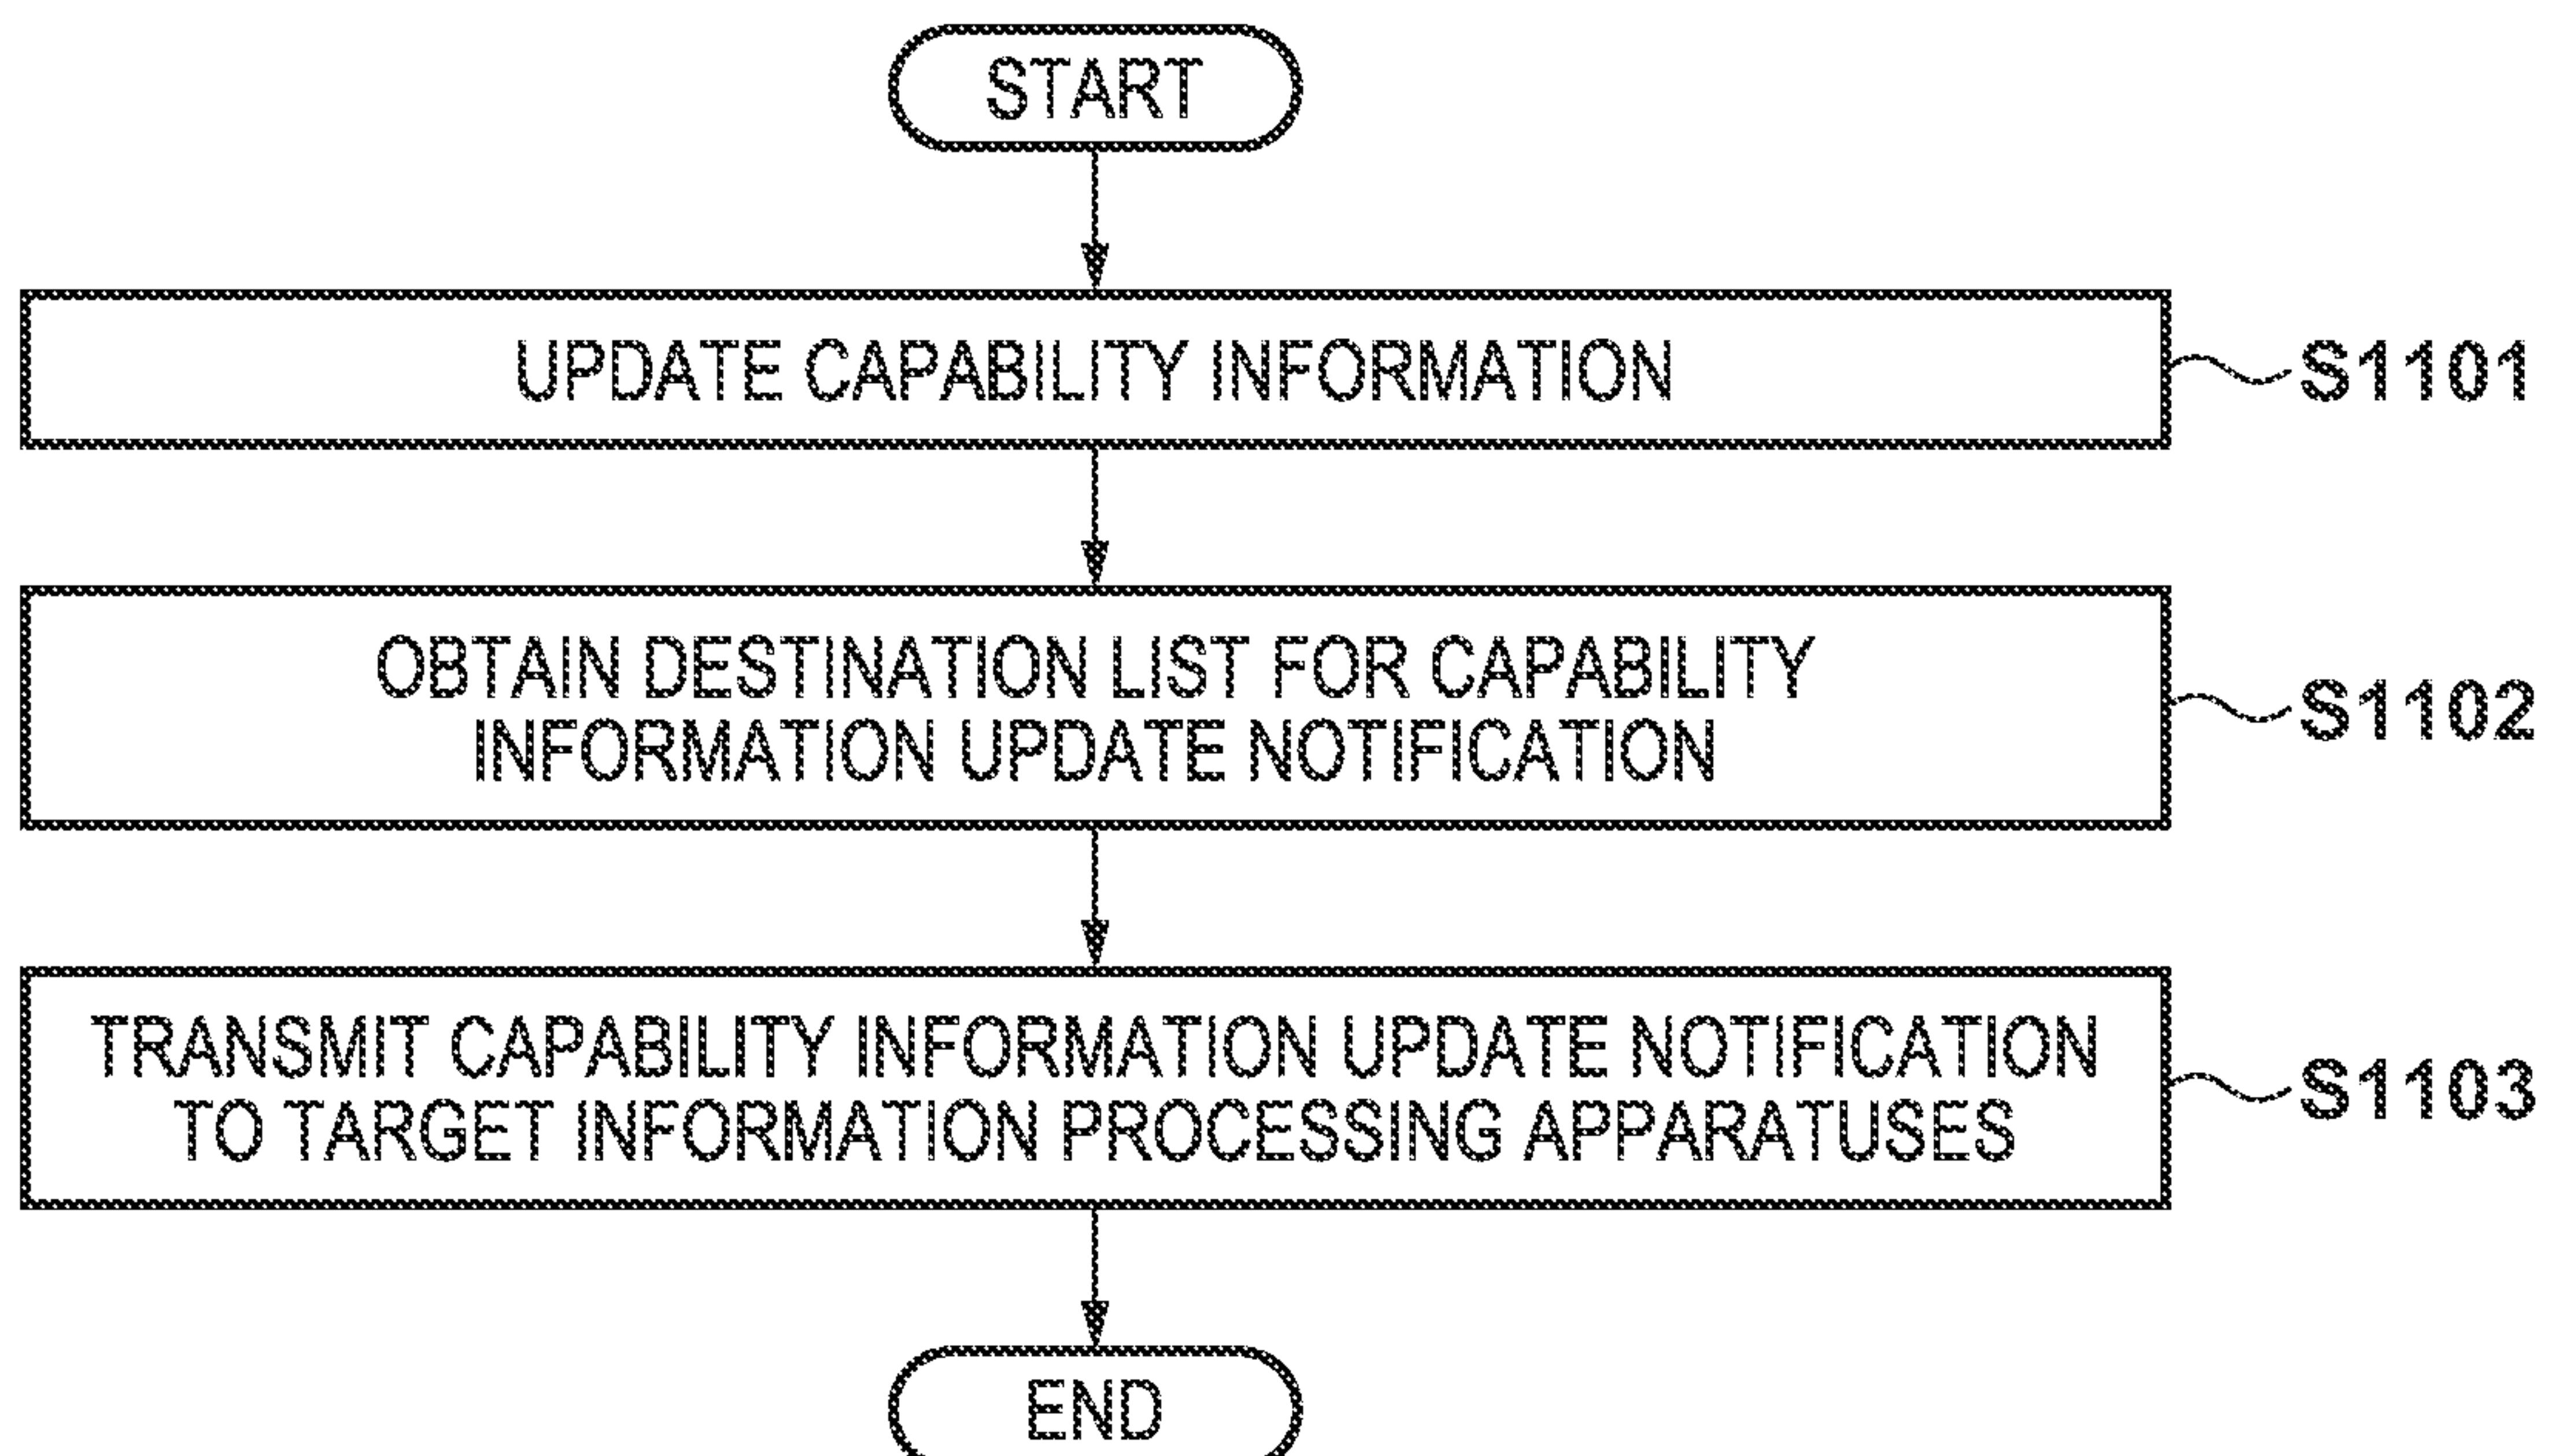 START
UPDATE CAPABILITY INFORMATION
S1101
OBTAIN DESTINATION LIST FOR CAPABILITY
INFORMATION UPDATE NOTIFICATION
S1102
TRANSMIT CAPABILITY INFORMATION UPDATE NOTIFICATION
TO TARGET INFORMATION PROCESSING APPARATUSES
S1103
END